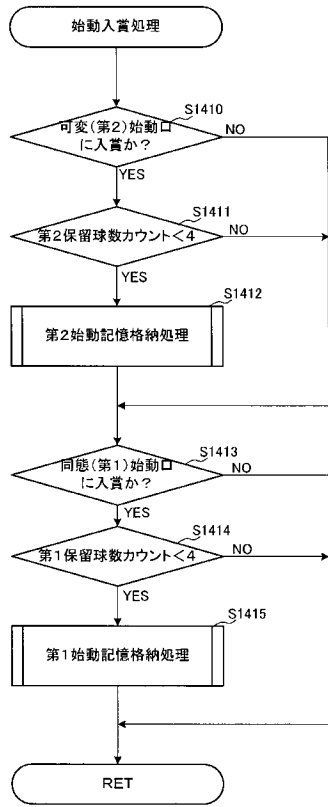 始動入賞処理
S1410
可変(第2)始動口
に入賞か？
NO
YES
S1411
第2保留球数カウント＜4
NO
YES
S1412
第2始動記憶格納処理
S1413
同態(第1)始動口
に入賞か？
NO
YES
S1414
第1保留球数カウント＜4
NO
YES
S1415
第1始動記憶格納処理
RET